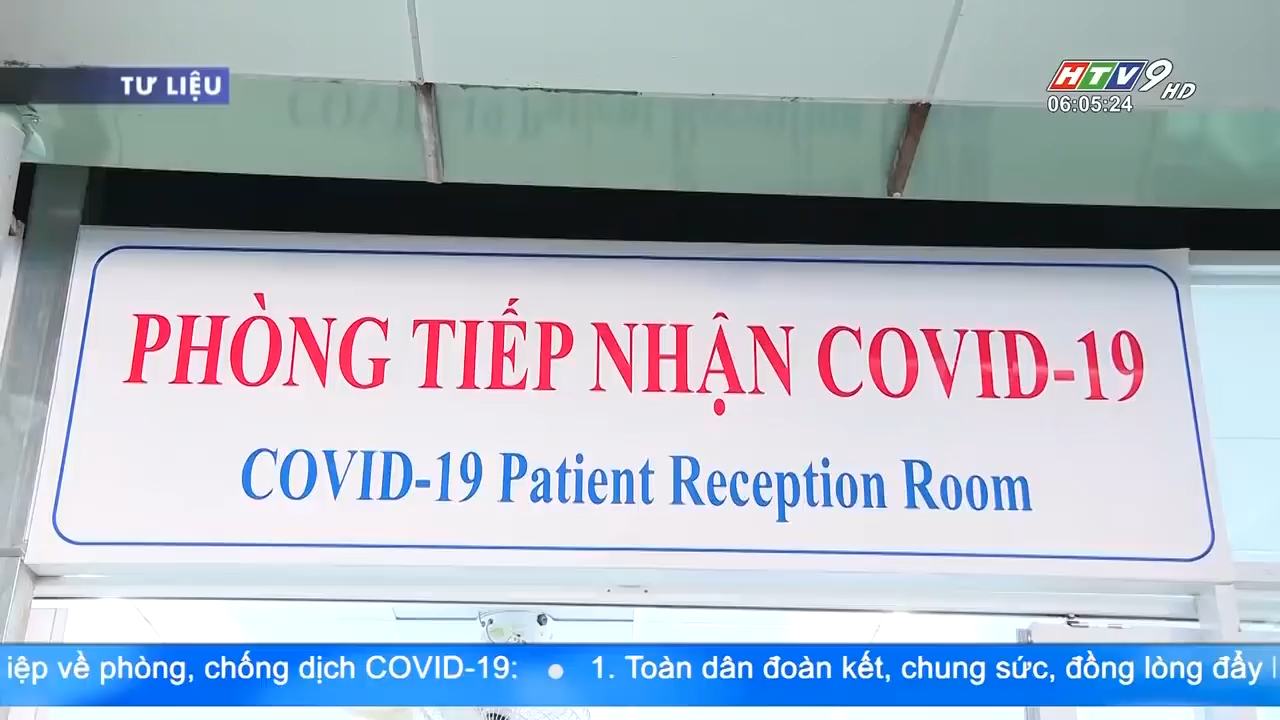 TƯ LIỆU
HTV9 HD
06:05:24
PHÒNG TIẾP NHẬN COVID-19
COVID-19 Patient Reception Room
về phòng, chống dịch COVID-19: • 1. Toàn dân đoàn kết, chung sức, đồng lòng đẩy